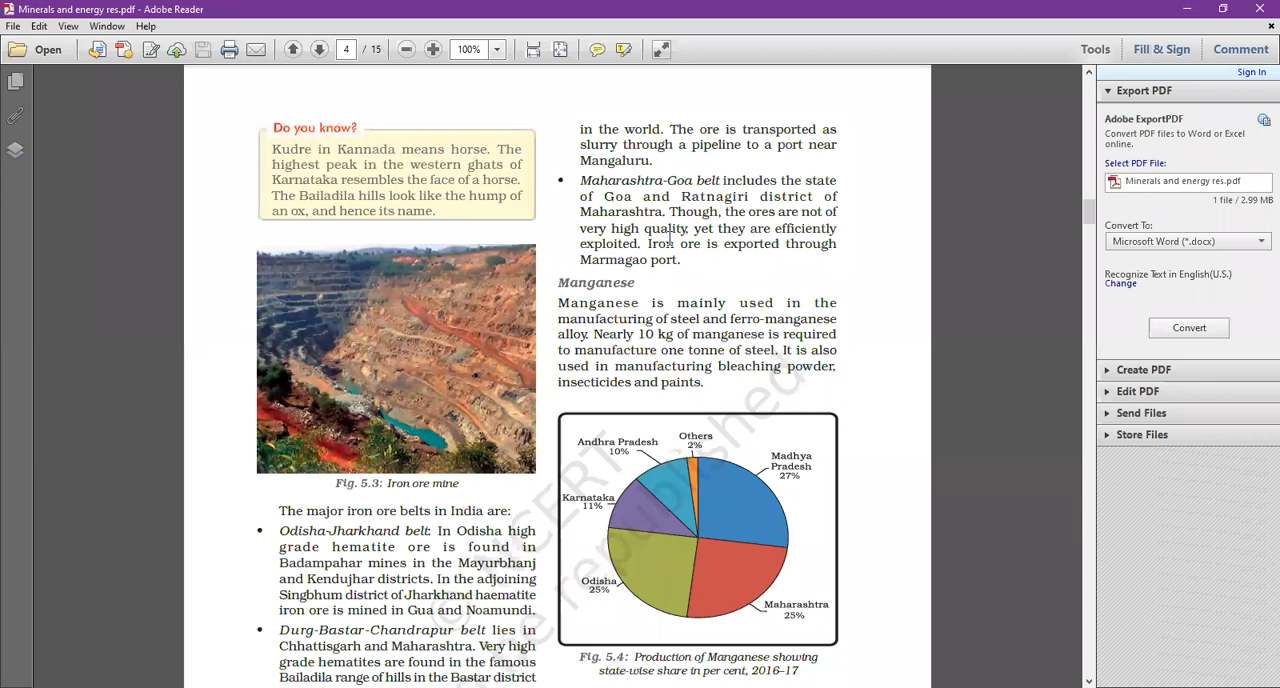 Minerals and energy res.pdf - Adobe Reader
File Edit View Window Help
Open 4 / 15 100% Tools Fill & Sign Comment
Sign In
Export PDF
Adobe ExportPDF
Convert PDF files to Word or Excel
online.
Select PDF File:
Minerals and energy res.pdf
1 file / 2.99 MB
Convert To:
Microsoft Word (*.docx)
Recognize Text in English(U.S.)
Change
Convert
Create PDF
Edit PDF
Send Files
Store Files
Do you know?
Kudre in Kannada means horse. The
highest peak in the western ghats of
Karnataka resembles the face of a horse.
The Bailadila hills look like the hump of
an ox, and hence its name.
Fig. 5.3: Iron ore mine
The major iron ore belts in India are:
• Odisha-Jharkhand belt: In Odisha high
grade hematite ore is found in
Badampahar mines in the Mayurbhanj
and Kendujhar districts. In the adjoining
Singbhum district of Jharkhand haematite
iron ore is mined in Gua and Noamundi.
• Durg-Bastar-Chandrapur belt lies in
Chhattisgarh and Maharashtra. Very high
grade hematites are found in the famous
Bailadila range of hills in the Bastar district
in the world. The ore is transported as
slurry through a pipeline to a port near
Mangaluru.
• Maharashtra-Goa belt includes the state
of Goa and Ratnagiri district of
Maharashtra. Though, the ores are not of
very high quality, yet they are efficiently
exploited. Iron ore is exported through
Marmagao port.
Manganese
Manganese is mainly used in the
manufacturing of steel and ferro-manganese
alloy. Nearly 10 kg of manganese is required
to manufacture one tonne of steel. It is also
used in manufacturing bleaching powder,
insecticides and paints.
Others
2%
Andhra Pradesh
10%
Madhya
Pradesh
27%
Karnataka
11%
Odisha
25%
Maharashtra
25%
Fig. 5.4: Production of Manganese showing
state-wise share in per cent, 2016–17
© NCERT
be republished